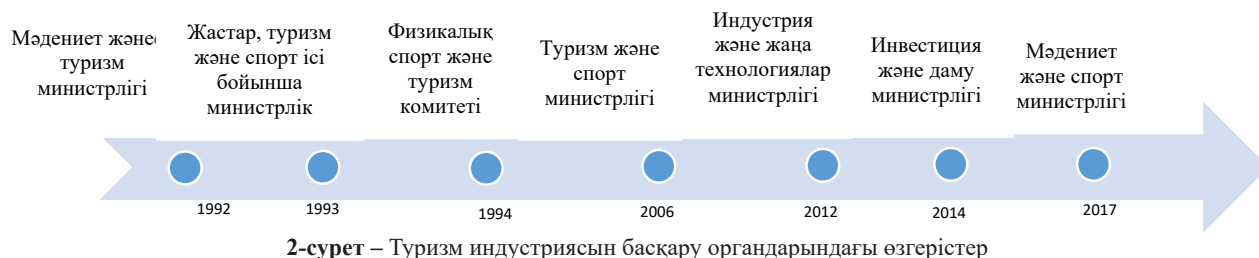 Мәдениет және
туризм
министрлігі
Жастар, туризм
және спорт ісі
бойынша
министрлік
Физикалық
спорт және
туризм
комитеті
Туризм және
спорт
министрлігі
Индустрия
және жаңа
технологиялар
министрлігі
Инвестиция
және даму
министрлігі
Мәдениет
және спорт
министрлігі
1992
1993
1994
2006
2012
2014
2017
2-сурет – Туризм индустриясын басқару органдарындағы өзгерістер